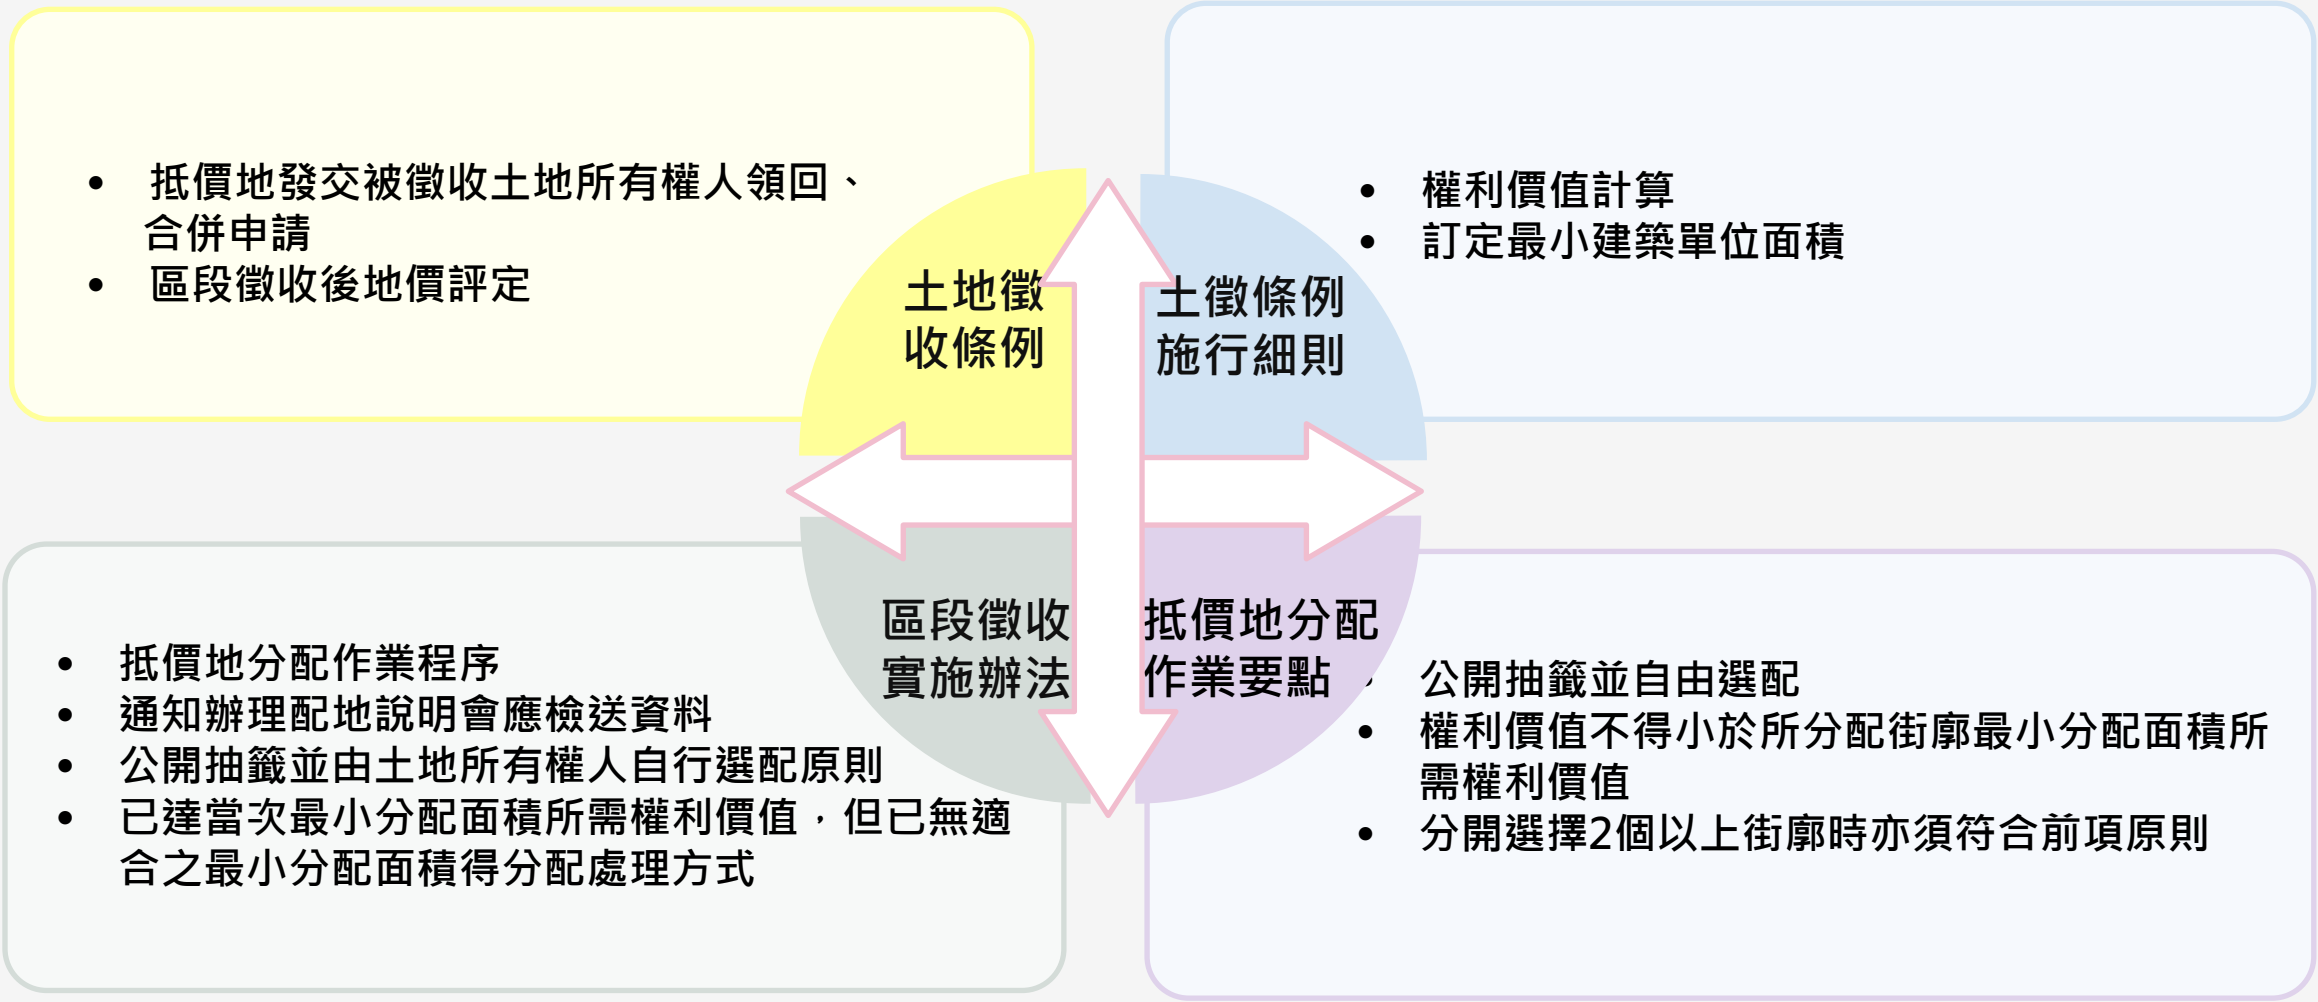 • 抵價地發交被徵收土地所有權人領回、
合併申請
• 區段徵收後地價評定
土地徵
收條例
• 權利價值計算
• 訂定最小建築單位面積
土徵條例
施行細則
• 抵價地分配作業程序
• 通知辦理配地說明會應檢送資料
• 公開抽籤並由土地所有權人自行選配原則
• 已達當次最小分配面積所需權利價值，但已無適
合之最小分配面積得分配處理方式
區段徵收
實施辦法
抵價地分配
作業要點
• 公開抽籤並自由選配
• 權利價值不得小於所分配街廓最小分配面積所
需權利價值
• 分開選擇2個以上街廓時亦須符合前項原則